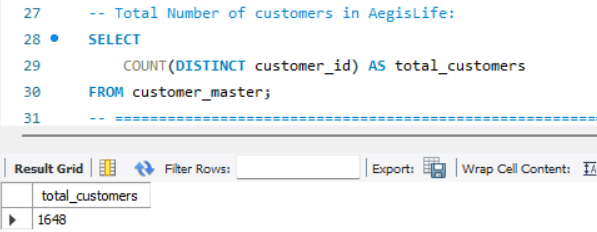 27 -- Total Number of customers in AegisLife:
28 SELECT
29 COUNT(DISTINCT customer_id) AS total_customers
30 FROM customer_master;
31 -- =======================================================
Result Grid Filter Rows: Export: Wrap Cell Content:
total_customers
1648